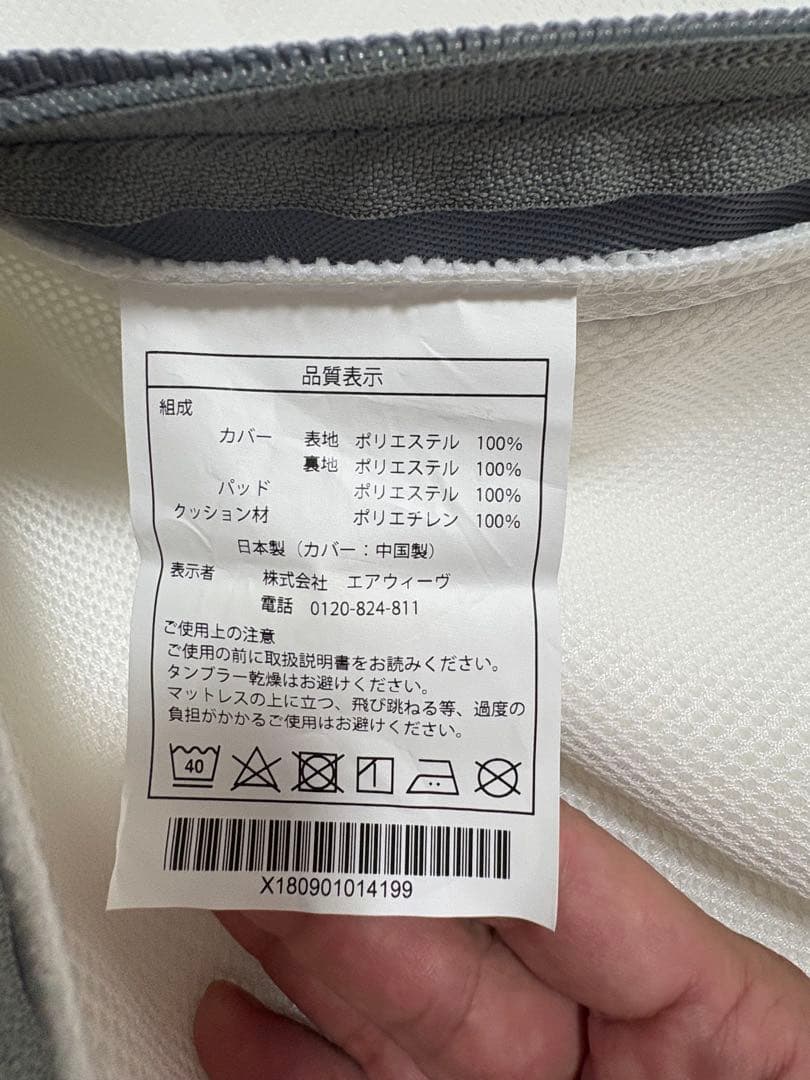 品質表示
組成
カバー 表地 ポリエステル 100%
裏地 ポリエステル 100%
パッド ポリエステル 100%
クッション材 ポリエチレン 100%
日本製（カバー：中国製）
表示者 株式会社 エアウィーヴ
電話 0120-824-811
ご使用上の注意
ご使用の前に取扱説明書をお読みください。
タンブラー乾燥はお避けください。
マットレスの上に立つ、飛び跳ねる等、過度の
負担がかかるご使用はお避けください。
40
X180901014199